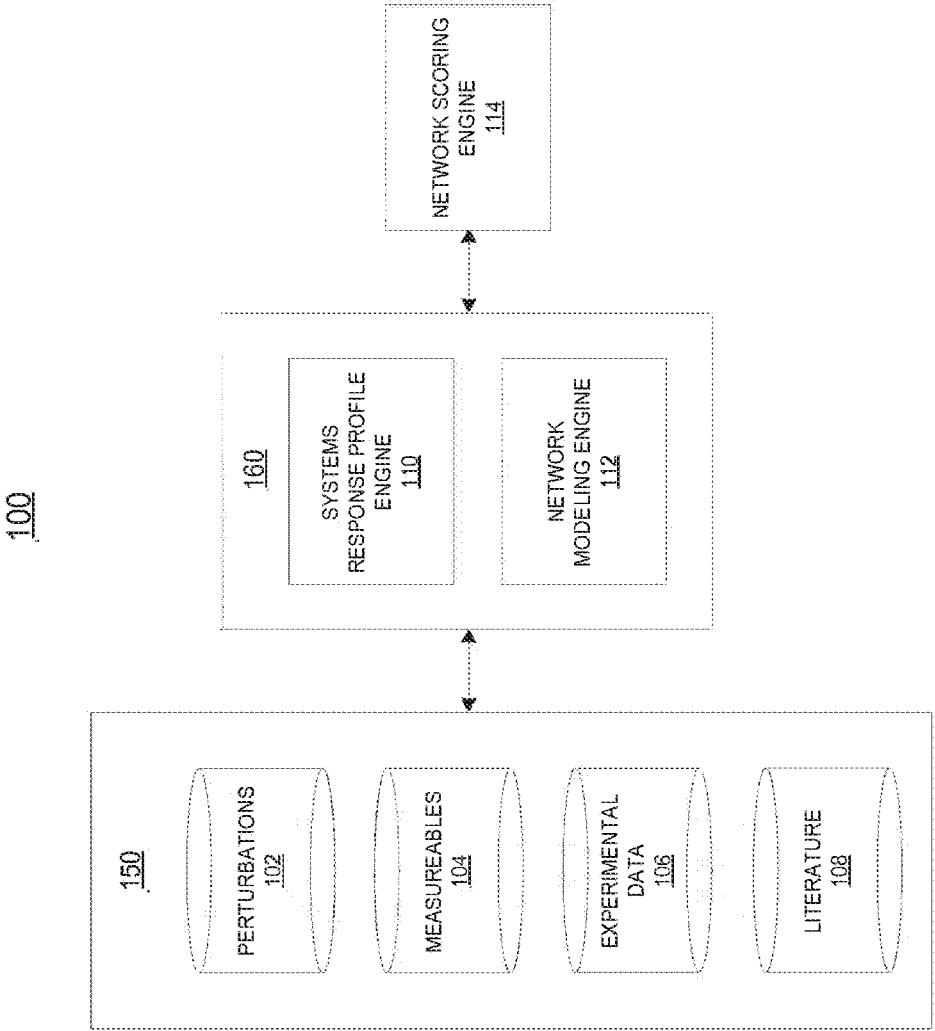 100
150
PERTURBATIONS
102
MEASUREABLES
104
EXPERIMENTAL
DATA
106
LITERATURE
108
160
SYSTEMS
RESPONSE PROFILE
ENGINE
110
NETWORK
MODELING ENGINE
112
NETWORK SCORING
ENGINE
114